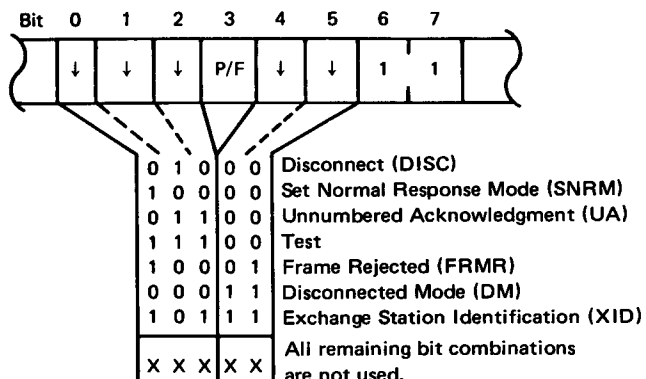 Bit 0 1 2 3 4 5 6 7
↓ ↓ ↓ P/F ↓ ↓ 1 1
0 1 0 0 0 Disconnect (DISC)
1 0 0 0 0 Set Normal Response Mode (SNRM)
0 1 1 0 0 Unnumbered Acknowledgment (UA)
1 1 1 0 0 Test
1 0 0 0 1 Frame Rejected (FRMR)
0 0 0 1 1 Disconnected Mode (DM)
1 0 1 1 1 Exchange Station Identification (XID)
X X X X X All remaining bit combinations
are not used.